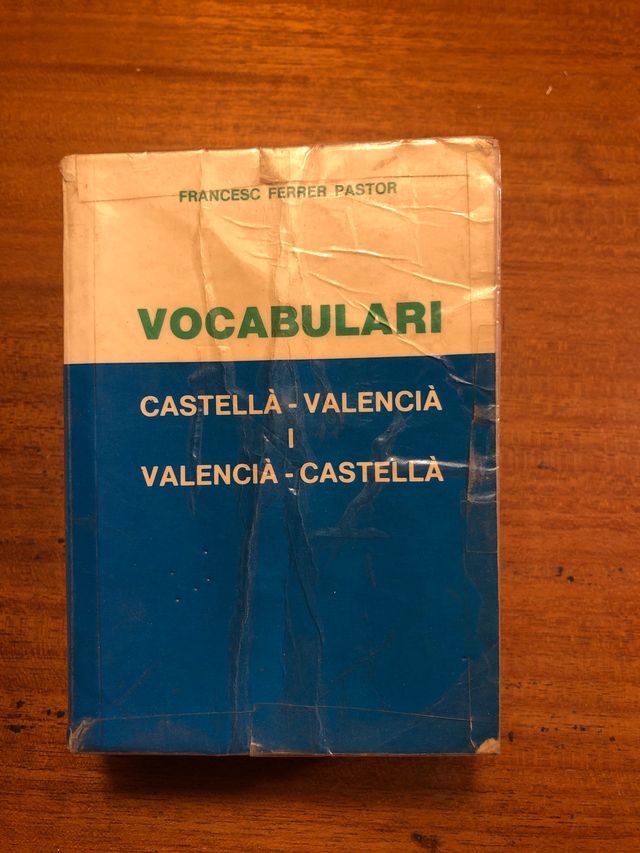 FRANCESC FERRER PASTOR
VOCABULARI
CASTELLÀ - VALENCIÀ
I
VALENCIÀ - CASTELLÀ